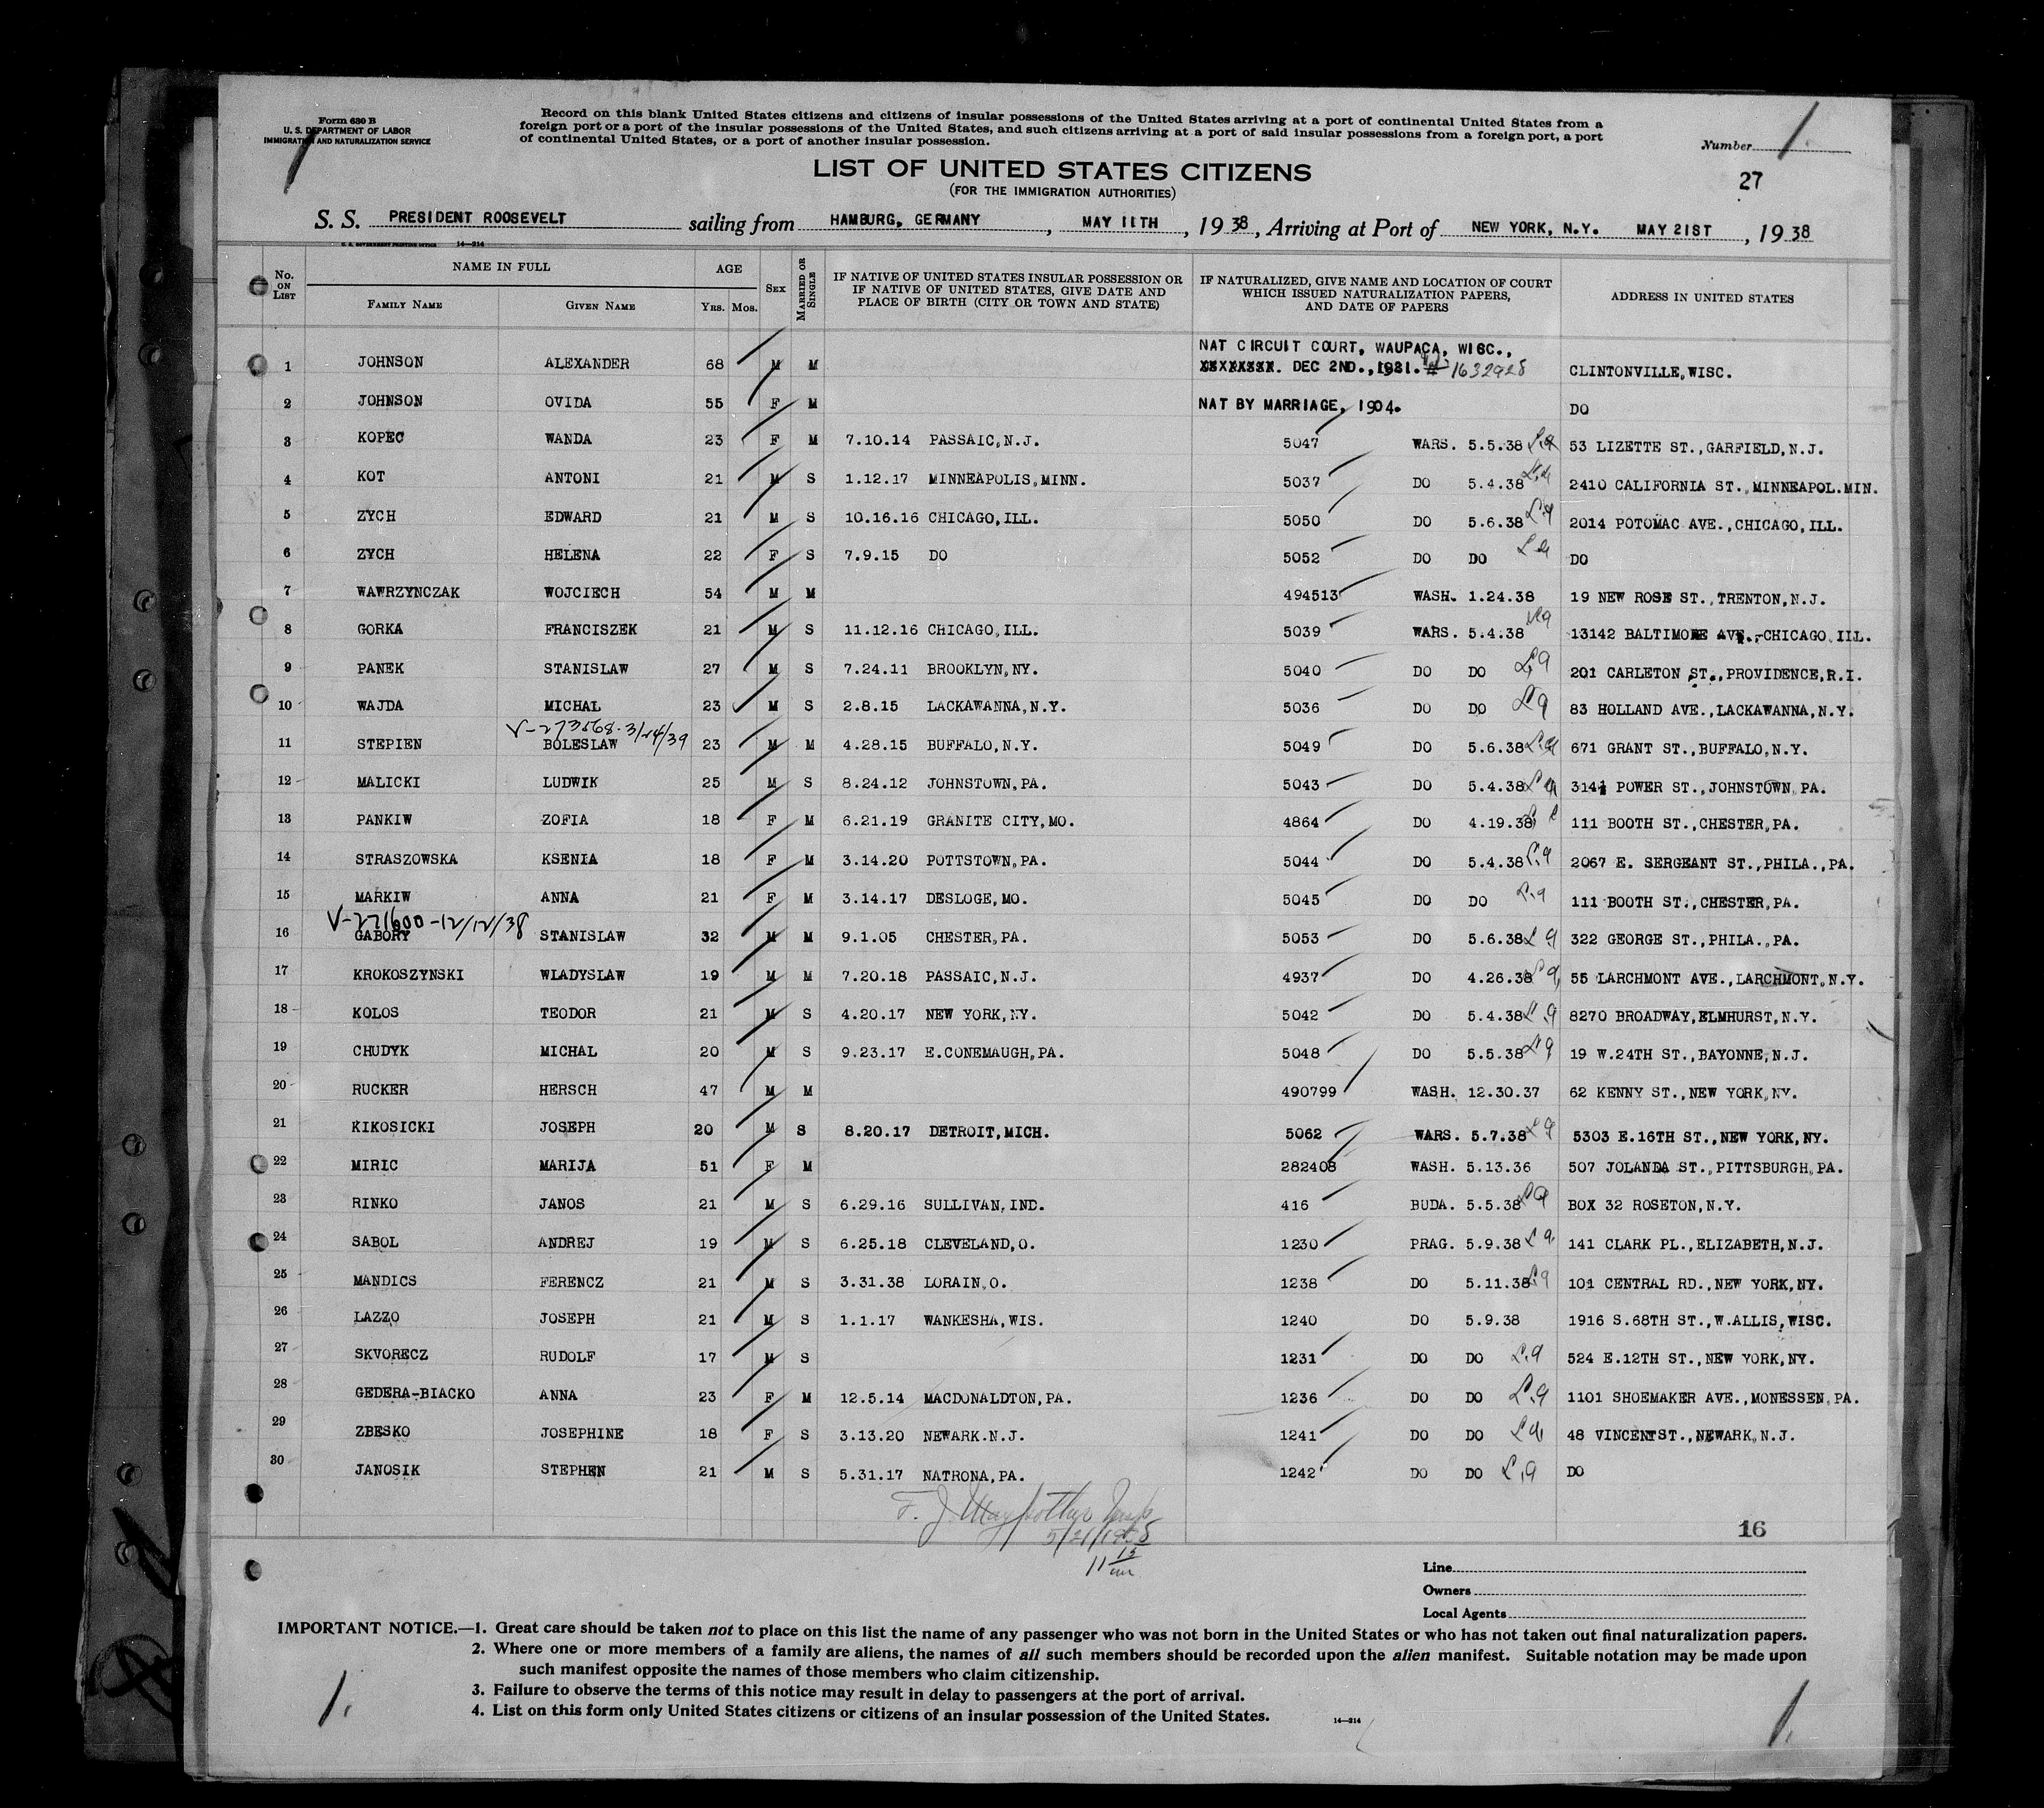 Form 630 B
U. S. DEPARTMENT OF LABOR
IMMIGRATION AND NATURALIZATION SERVICE
Record on this blank United States citizens and citizens of insular possessions of the United States arriving at a port of continental United States from a
foreign port or a port of the insular possessions of the United States, and such citizens arriving at a port of said insular possessions from a foreign port, a port
of continental United States, or a port of another insular possession.
Number 1.
LIST OF UNITED STATES CITIZENS
(FOR THE IMMIGRATION AUTHORITIES)
27
S. S. PRESIDENT ROOSEVELT sailing from HAMBURG, GERMANY, MAY 11TH, 1938, Arriving at Port of NEW YORK, N.Y. MAY 21ST, 1938
U. S. GOVERNMENT PRINTING OFFICE 14—214
No. ON LIST NAME IN FULL FAMILY NAME GIVEN NAME AGE YRS. MOS. SEX MARRIED OR SINGLE
IF NATIVE OF UNITED STATES INSULAR POSSESSION OR IF NATIVE OF UNITED STATES, GIVE DATE AND PLACE OF BIRTH (CITY OR TOWN AND STATE)
IF NATURALIZED, GIVE NAME AND LOCATION OF COURT WHICH ISSUED NATURALIZATION PAPERS, AND DATE OF PAPERS
ADDRESS IN UNITED STATES
NAT CIRCUIT COURT, WAUPACA, WISC.,
1 JOHNSON ALEXANDER 68 M M DEC 2ND., 1921. # 1632928 CLINTONVILLE, WISC.
2 JOHNSON OVIDA 55 F M NAT BY MARRIAGE, 1904. DO
3 KOPEC WANDA 23 F M 7.10.14 PASSAIC, N.J. 5047 WARS. 5.5.38 53 LIZETTE ST., GARFIELD, N.J.
4 KOT ANTONI 21 M S 1.12.17 MINNEAPOLIS, MINN. 5037 DO 5.4.38 2410 CALIFORNIA ST., MINNEAPOL.MIN.
5 ZYCH EDWARD 21 M S 10.16.16 CHICAGO, ILL. 5050 DO 5.6.38 2014 POTOMAC AVE., CHICAGO, ILL.
6 ZYCH HELENA 22 F S 7.9.15 DO 5052 DO DO DO
7 WAWRZYNCZAK WOJCIECH 54 M M 494513 WASH. 1.24.38 19 NEW ROSE ST., TRENTON, N.J.
8 GORKA FRANCISZEK 21 M S 11.12.16 CHICAGO, ILL. 5039 WARS. 5.4.38 13142 BALTIMORE AVE., CHICAGO, ILL.
9 PANEK STANISLAW 27 M S 7.24.11 BROOKLYN, NY. 5040 DO DO 201 CARLETON ST., PROVIDENCE, R.I.
10 WAJDA MICHAL 23 M S 2.8.15 LACKAWANNA, N.Y. 5036 DO DO 83 HOLLAND AVE., LACKAWANNA, N.Y.
V-273568-3/24/39
11 STEPIEN BOLESLAW 23 M M 4.28.15 BUFFALO, N.Y. 5049 DO 5.6.38 671 GRANT ST., BUFFALO, N.Y.
12 MALICKI LUDWIK 25 M S 8.24.12 JOHNSTOWN, PA. 5043 DO 5.4.38 314½ POWER ST., JOHNSTOWN, PA.
13 PANKIW ZOFIA 18 F M 6.21.19 GRANITE CITY, MO. 4864 DO 4.19.38 111 BOOTH ST., CHESTER, PA.
14 STRASZOWSKA KSENIA 18 F M 3.14.20 POTTSTOWN, PA. 5044 DO 5.4.38 2067 E. SERGEANT ST., PHILA., PA.
15 MARKIW ANNA 21 F M 3.14.17 DESLOGE, MO. 5045 DO DO 111 BOOTH ST., CHESTER, PA.
V-221600-12/12/38
16 GABORY STANISLAW 32 M M 9.1.05 CHESTER, PA. 5053 DO 5.6.38 322 GEORGE ST., PHILA., PA.
17 KROKOSZYNSKI WLADYSLAW 19 M M 7.20.18 PASSAIC, N.J. 4937 DO 4.26.38 55 LARCHMONT AVE., LARCHMONT, N.Y.
18 KOLOS TEODOR 21 M S 4.20.17 NEW YORK, NY. 5042 DO 5.4.38 8270 BROADWAY, ELMHURST, N.Y.
19 CHUDYK MICHAL 20 M S 9.23.17 E.CONEMAUGH, PA. 5048 DO 5.5.38 19 W.24TH ST., BAYONNE, N.J.
20 RUCKER HERSCH 47 M M 490799 WASH. 12.30.37 62 KENNY ST., NEW YORK, NY.
21 KIKOSICKI JOSEPH 20 M S 8.20.17 DETROIT, MICH. 5062 WARS. 5.7.38 5303 E.16TH ST., NEW YORK, NY.
22 MIRIC MARIJA 51 F M 282408 WASH. 5.13.36 507 JOLANDA ST., PITTSBURGH, PA.
23 RINKO JANOS 21 M S 6.29.16 SULLIVAN, IND. 416 BUDA. 5.5.38 BOX 32 ROSETON, N.Y.
24 SABOL ANDREJ 19 M S 6.25.18 CLEVELAND, O. 1230 PRAG. 5.9.38 141 CLARK PL., ELIZABETH, N.J.
25 MANDICS FERENCZ 21 M S 3.31.38 LORAIN, O. 1238 DO 5.11.38 101 CENTRAL RD., NEW YORK, NY.
26 LAZZO JOSEPH 21 M S 1.1.17 WANKESHA, WIS. 1240 DO 5.9.38 1916 S.68TH ST., W.ALLIS, WISC.
27 SKVORECZ RUDOLF 17 M S 1231 DO DO 524 E.12TH ST., NEW YORK, NY.
28 GEDERA-BIACKO ANNA 23 F M 12.5.14 MACDONALDTON, PA. 1236 DO DO 1101 SHOEMAKER AVE., MONESSEN, PA.
29 ZBESKO JOSEPHINE 18 F S 3.13.20 NEWARK.N.J. 1241 DO DO 48 VINCENTST., NEWARK, N.J.
30 JANOSIK STEPHEN 21 M S 5.31.17 NATRONA, PA. 1242 DO DO DO
5/21/1938
16
Line
Owners
Local Agents
IMPORTANT NOTICE.—1. Great care should be taken not to place on this list the name of any passenger who was not born in the United States or who has not taken out final naturalization papers.
2. Where one or more members of a family are aliens, the names of all such members should be recorded upon the alien manifest. Suitable notation may be made upon
such manifest opposite the names of those members who claim citizenship.
3. Failure to observe the terms of this notice may result in delay to passengers at the port of arrival.
4. List on this form only United States citizens or citizens of an insular possession of the United States.
14—214